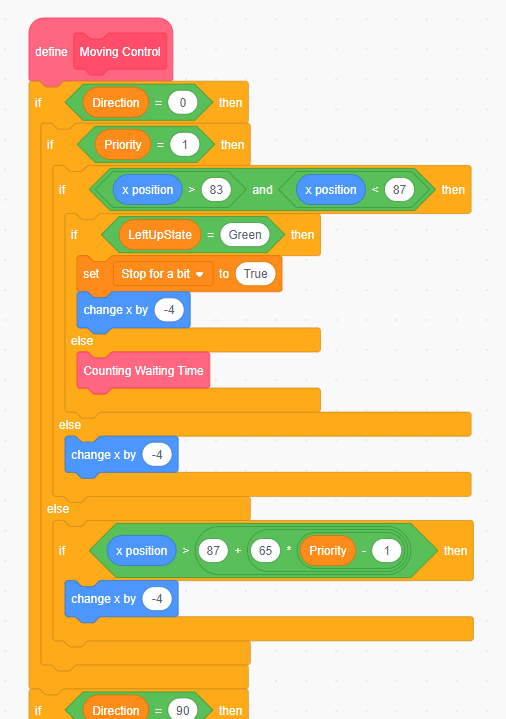 define Moving Control
if Direction = 0 then
if Priority = 1 then
if x position > 83 and x position < 87 then
if LeftUpState = Green then
set Stop for a bit to True
change x by -4
else
Counting Waiting Time
else
change x by -4
else
if x position > 87 + 65 * Priority - 1 then
change x by -4
if Direction = 90 then